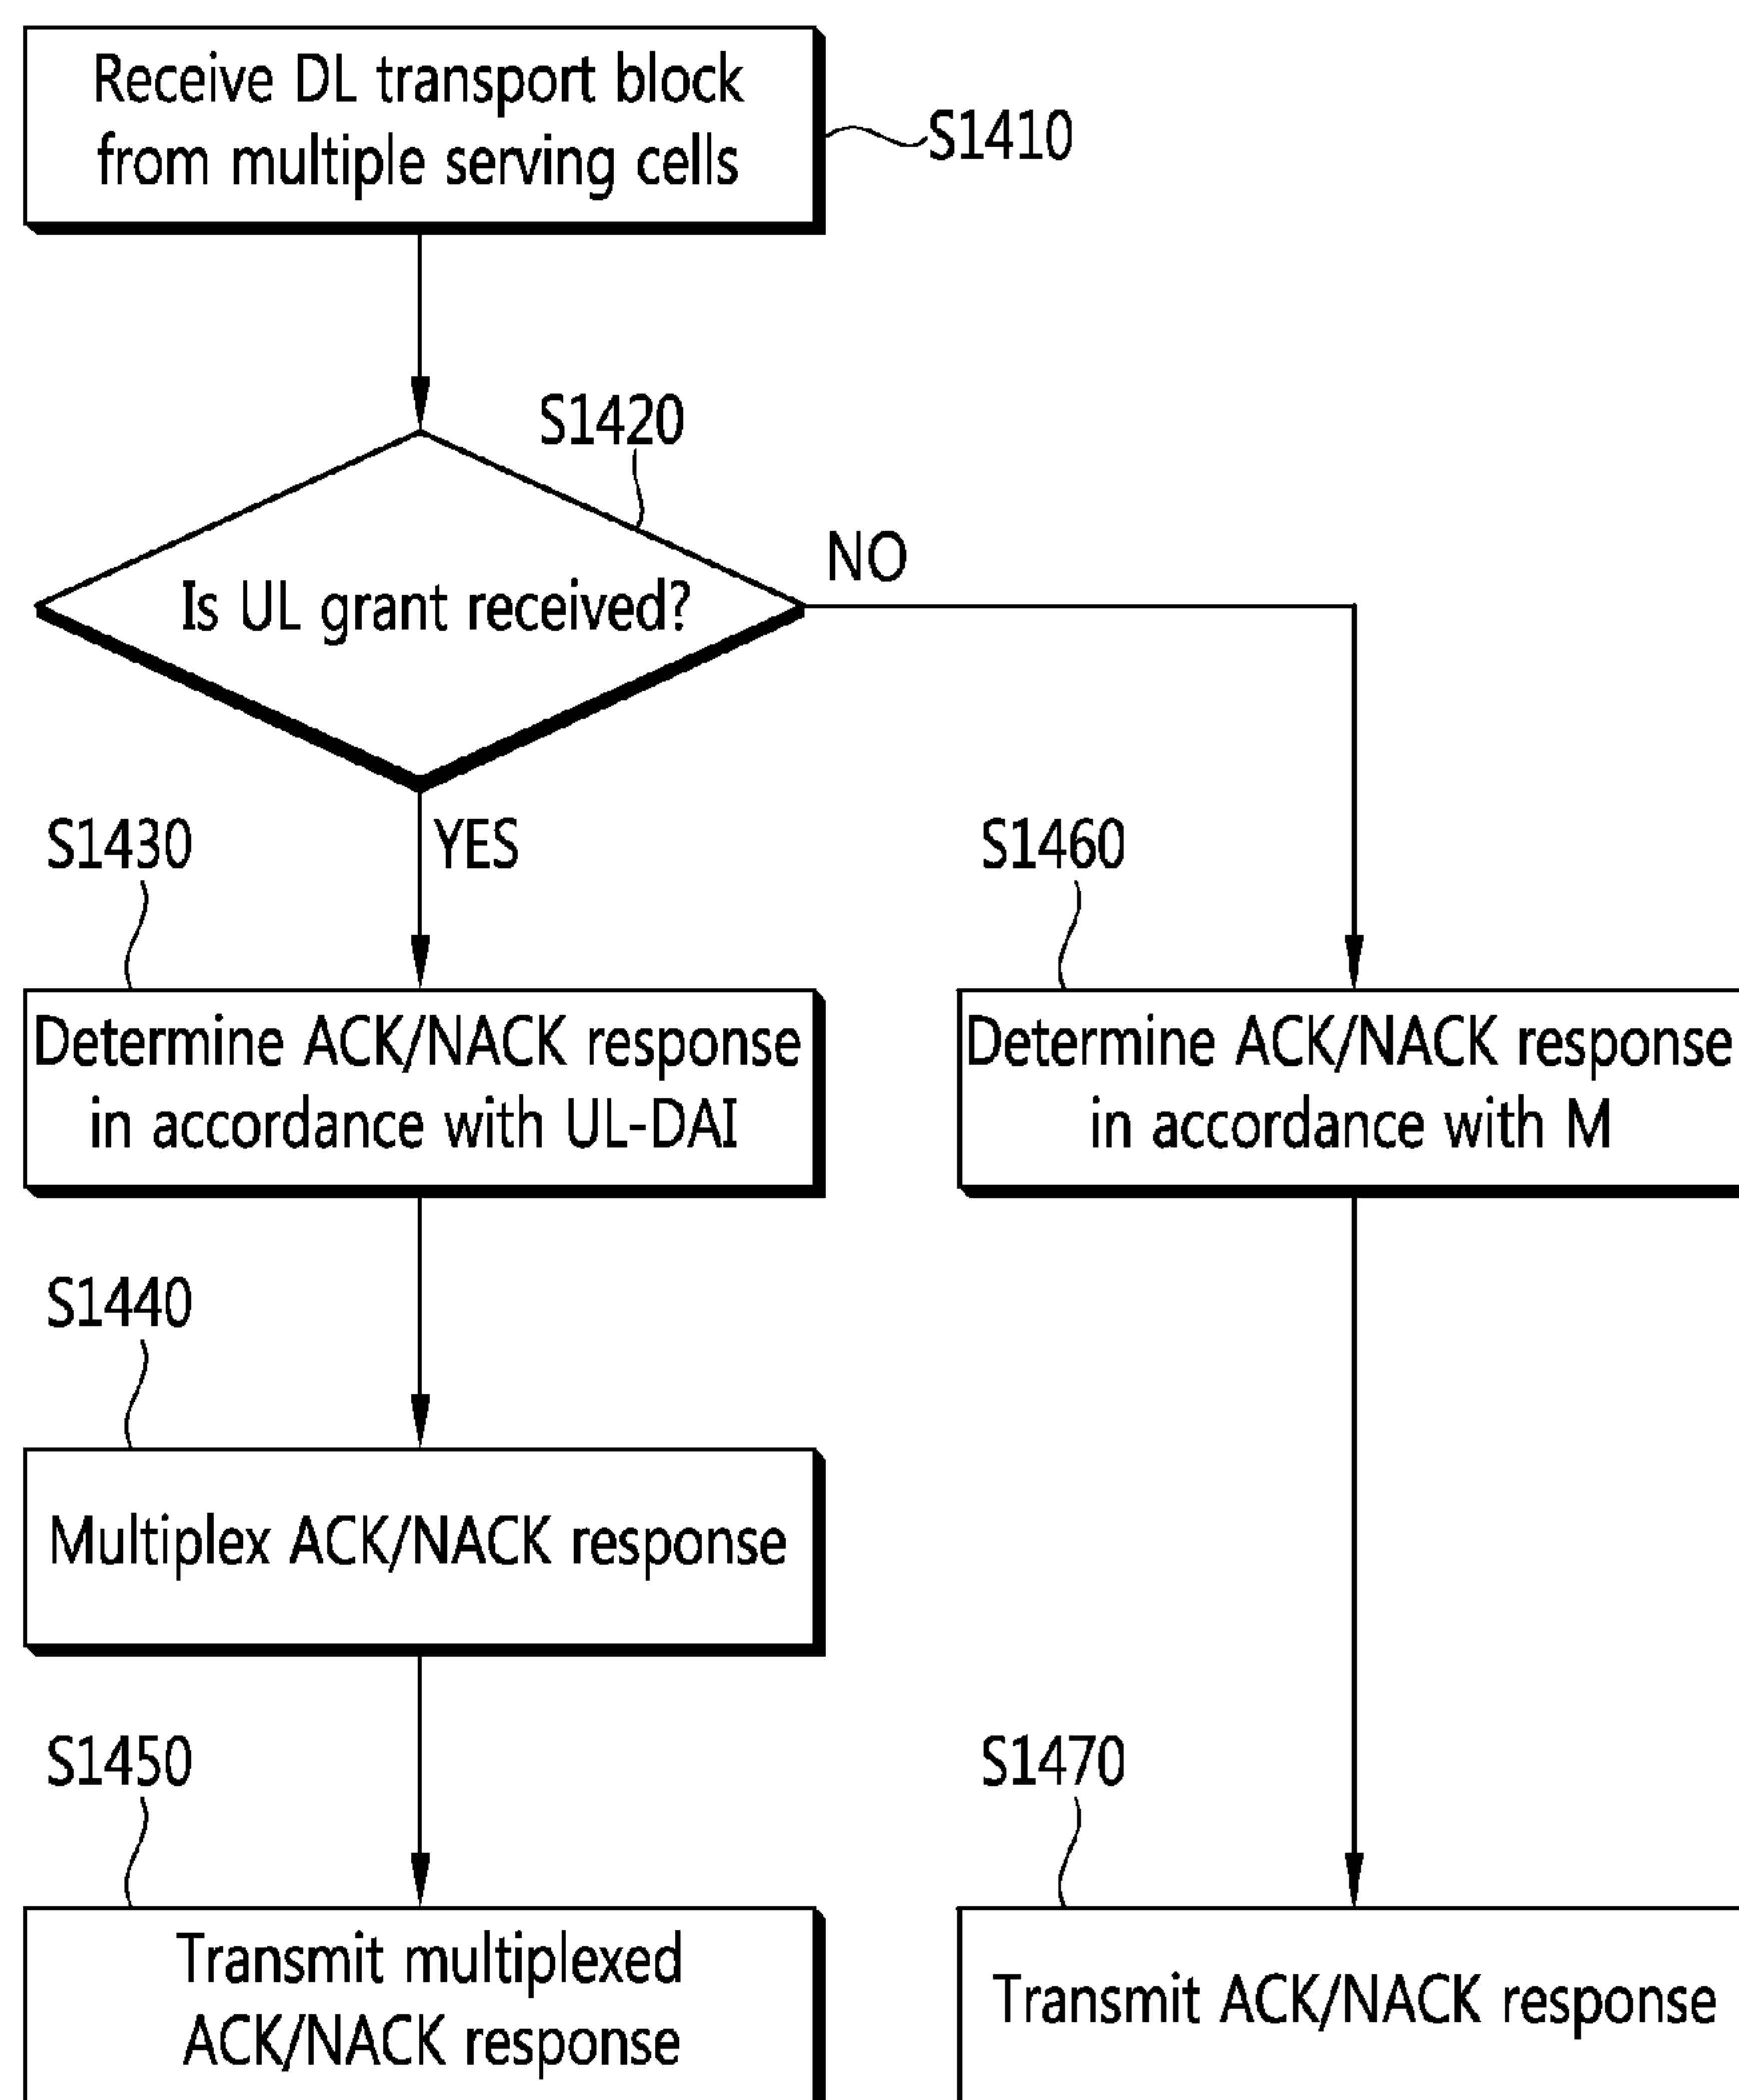 Receive DL transport block
from multiple serving cells
S1410
S1420
Is UL grant received?
NO
YES
S1430
Determine ACK/NACK response
in accordance with UL-DAI
S1460
Determine ACK/NACK response
in accordance with M
S1440
Multiplex ACK/NACK response
S1450
Transmit multiplexed
ACK/NACK response
S1470
Transmit ACK/NACK response